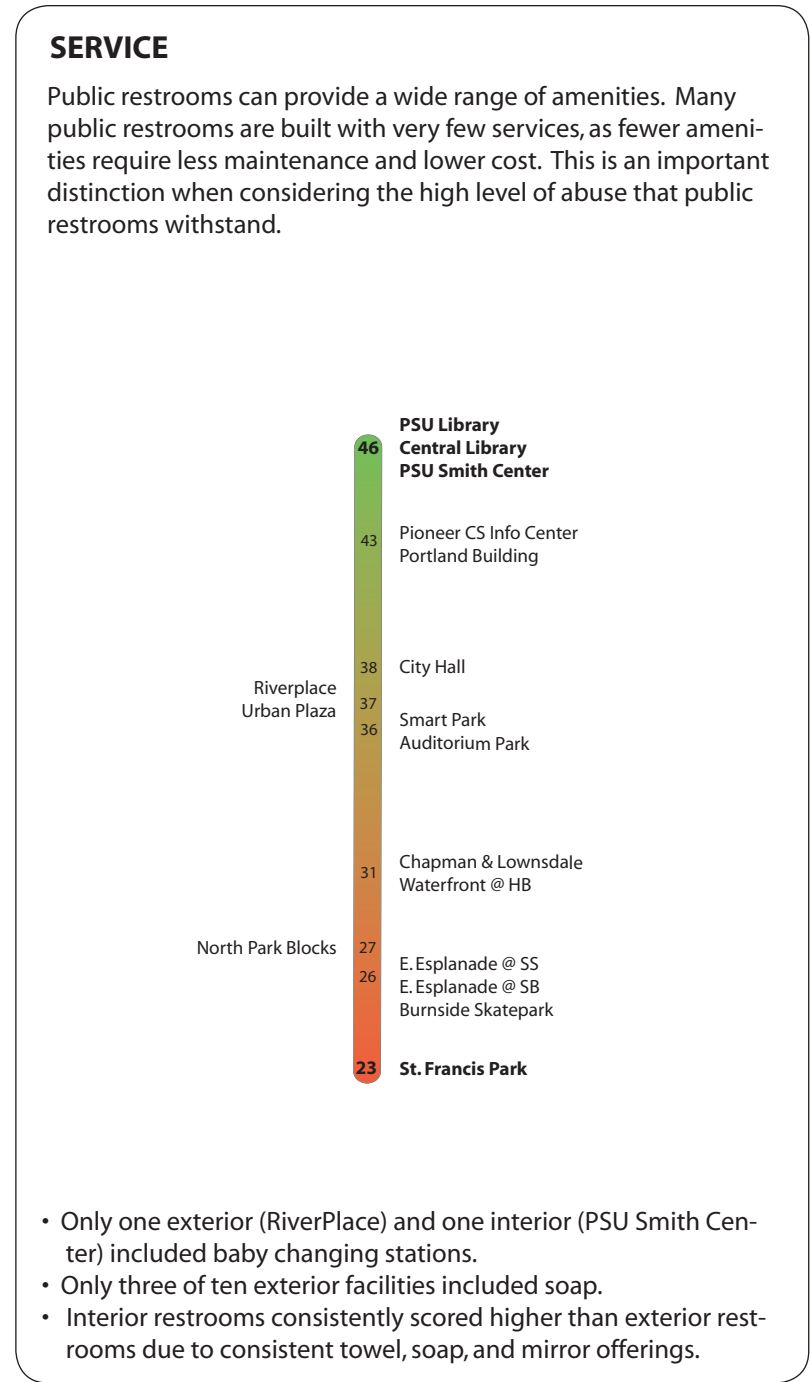 SERVICE
Public restrooms can provide a wide range of amenities. Many
public restrooms are built with very few services, as fewer ameni-
ties require less maintenance and lower cost. This is an important
distinction when considering the high level of abuse that public
restrooms withstand.
PSU Library
46 Central Library
PSU Smith Center
43 Pioneer CS Info Center
Portland Building
38 City Hall
Riverplace
37
Urban Plaza
36 Smart Park
Auditorium Park
31 Chapman & Lownsdale
Waterfront @ HB
North Park Blocks 27
26 E. Esplanade @ SS
E. Esplanade @ SB
Burnside Skatepark
23 St. Francis Park
• Only one exterior (RiverPlace) and one interior (PSU Smith Cen-
ter) included baby changing stations.
• Only three of ten exterior facilities included soap.
• Interior restrooms consistently scored higher than exterior rest-
rooms due to consistent towel, soap, and mirror offerings.